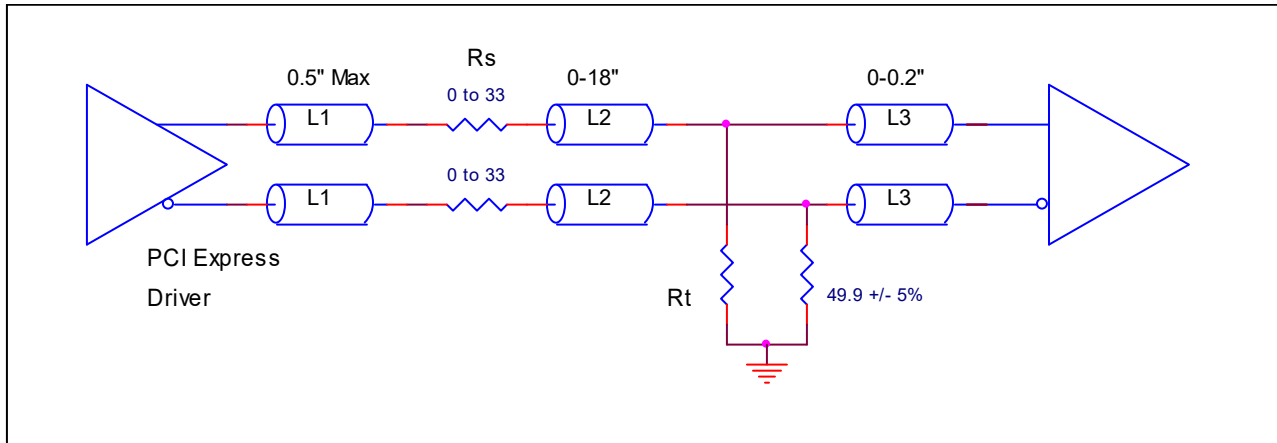 Rs
0.5" Max
0-18"
0-0.2"
0 to 33
L1
L2
L3
0 to 33
L1
L2
L3
PCI Express
Driver
Rt
49.9 +/- 5%